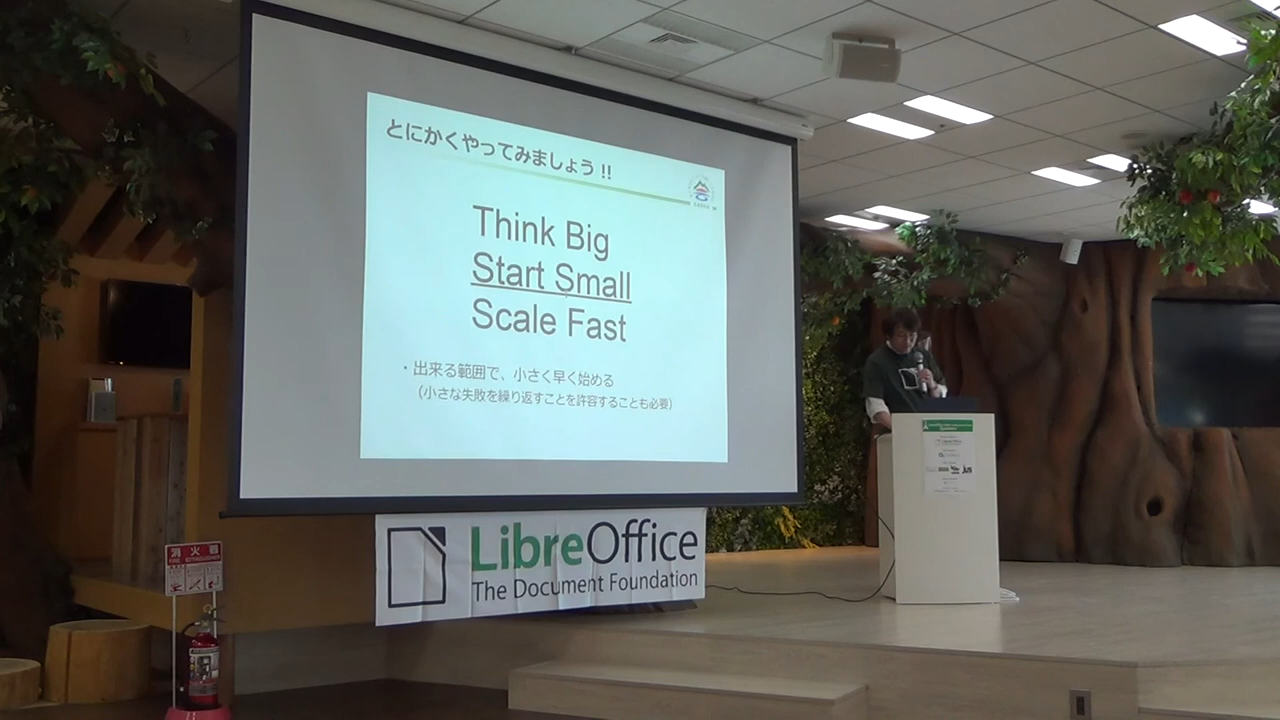 とにかくやってみましょう !!
Think Big
Start Small
Scale Fast
・出来る範囲で、小さく早く始める
（小さな失敗を繰り返すことを許容することも必要）
LibreOffice
The Document Foundation
消火器
FIRE EXTINGUISHER